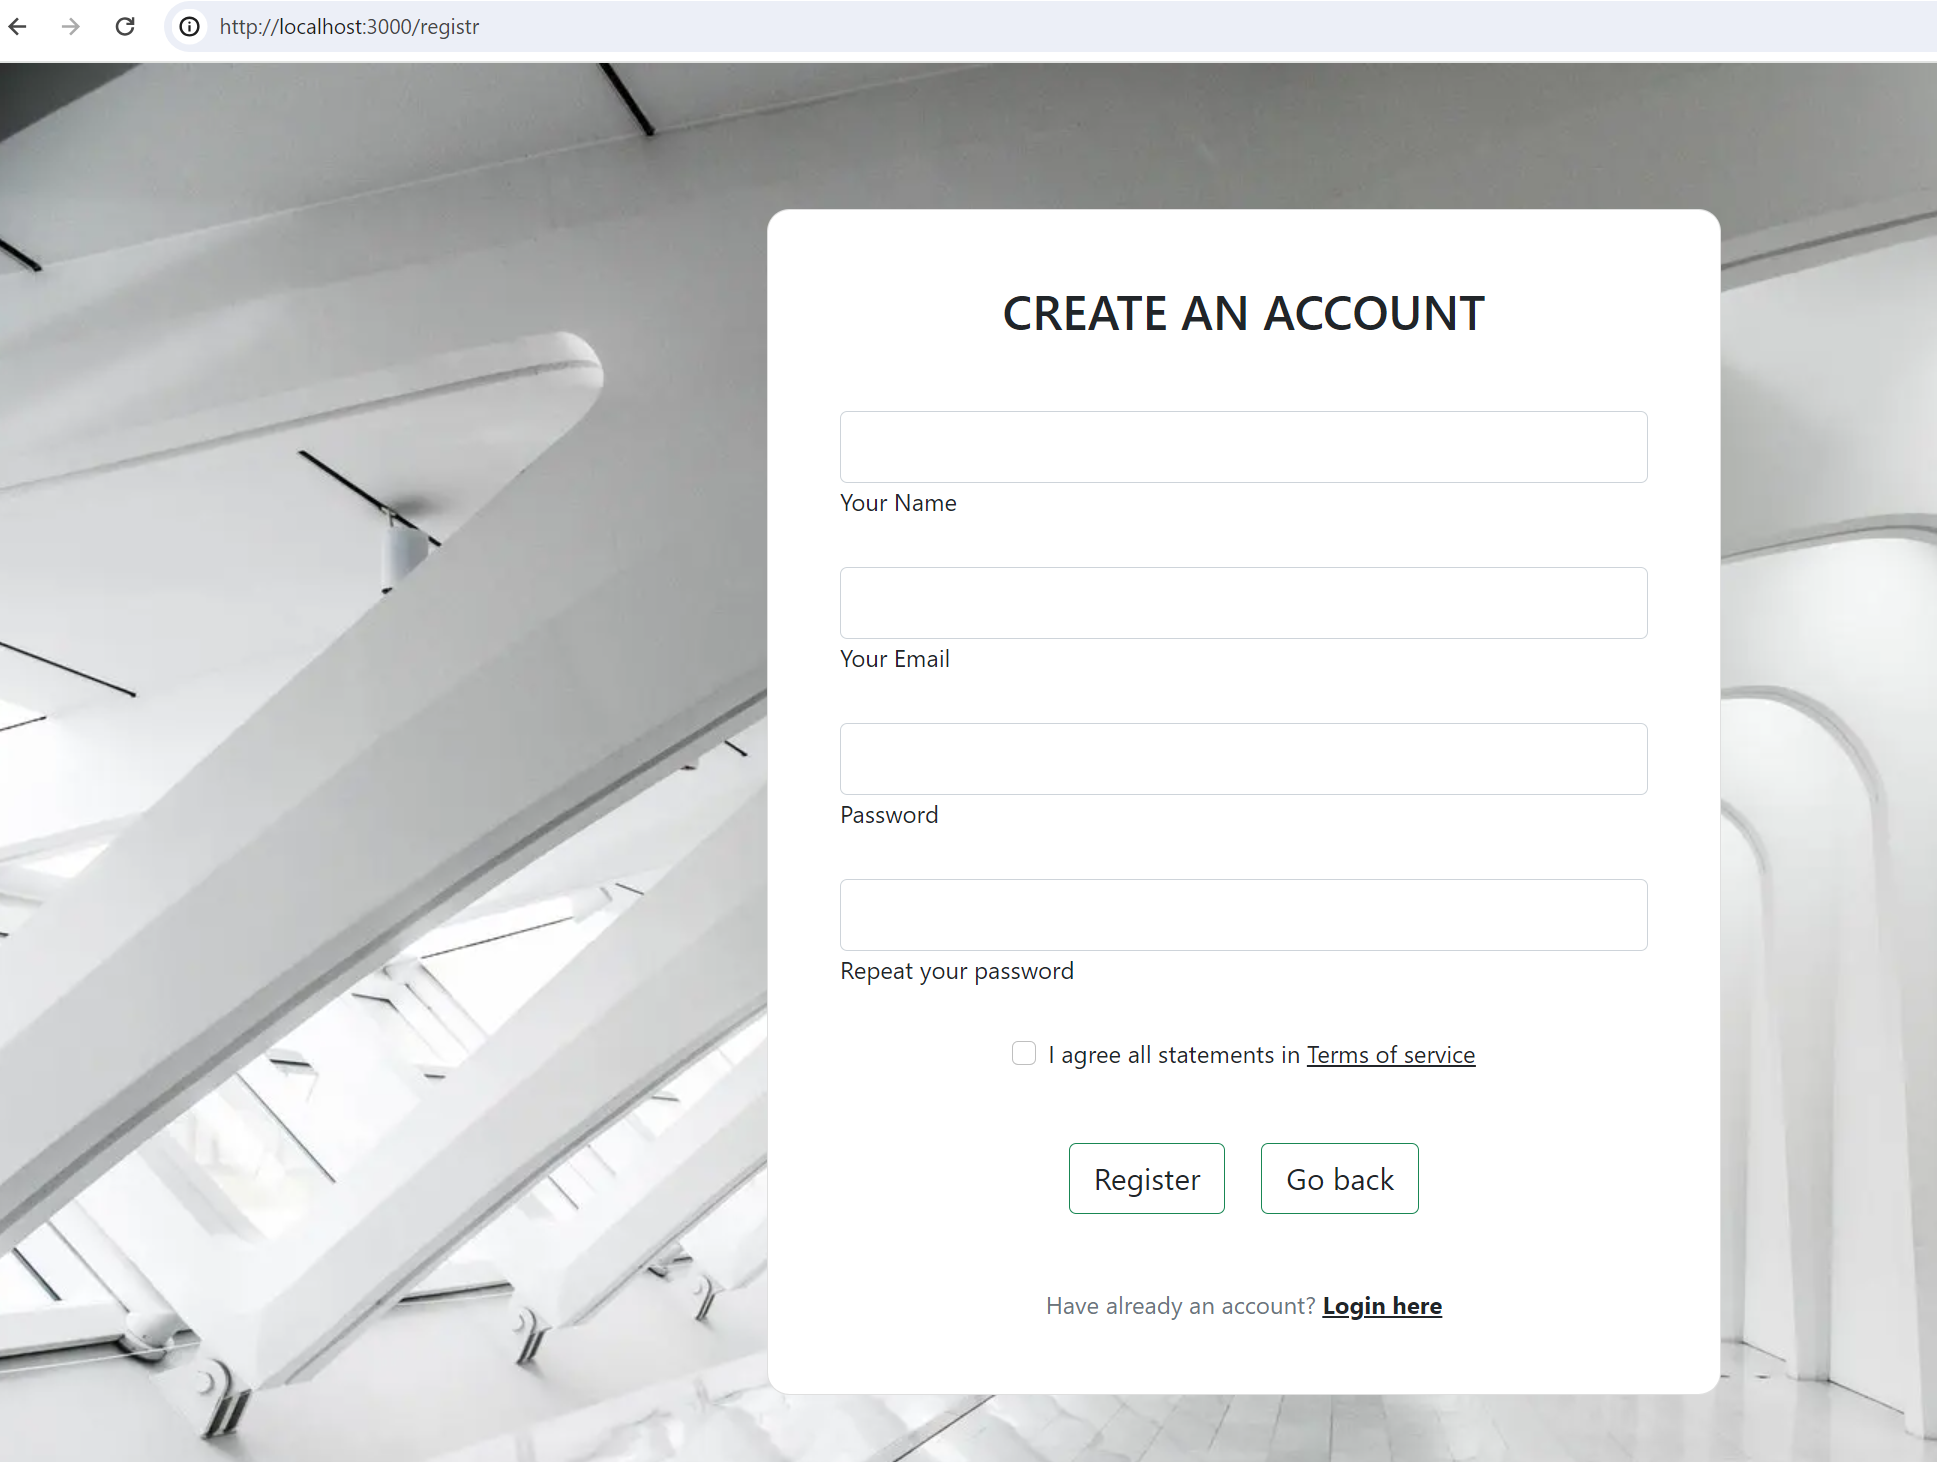 http://localhost:3000/registr
CREATE AN ACCOUNT
Your Name
Your Email
Password
Repeat your password
I agree all statements in Terms of service
Register Go back
Have already an account? Login here